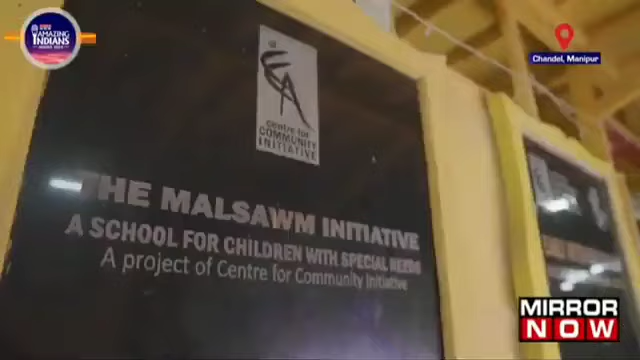 AMAZING
INDIANS
Chandel, Manipur
centre for
COMMUNITY
INITIATIVE
THE MALSAWM INITIATIVE
A SCHOOL FOR CHILDREN WITH SPECIAL NEEDS
A project of Centre for Community Initiative
MIRROR
NOW